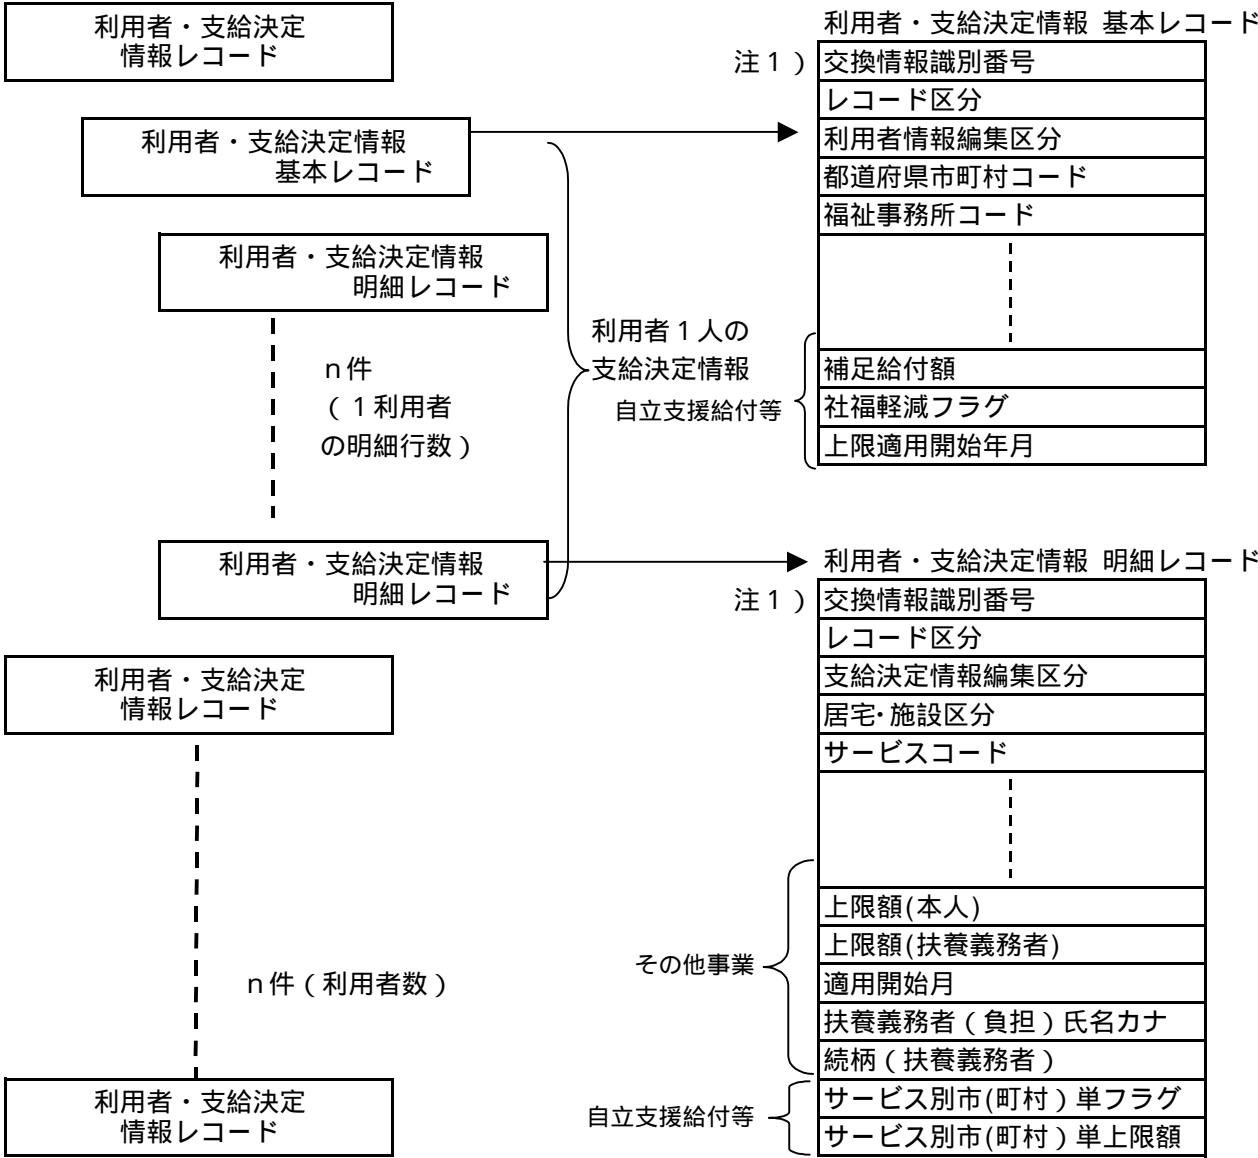 利用者・支給決定
情報レコード
利用者・支給決定情報
基本レコード
利用者・支給決定情報
明細レコード
n件
(1利用者
の明細行数)
利用者・支給決定情報
明細レコード
利用者1人の
支給決定情報
利用者・支給決定
情報レコード
n件(利用者数)
利用者・支給決定
情報レコード
利用者・支給決定情報 基本レコード
注1)
交換情報識別番号
レコード区分
利用者情報編集区分
都道府県市町村コード
福祉事務所コード
自立支援給付等
補足給付額
社福軽減フラグ
上限適用開始年月
利用者・支給決定情報 明細レコード
注1)
交換情報識別番号
レコード区分
支給決定情報編集区分
居宅・施設区分
サービスコード
その他事業
上限額(本人)
上限額(扶養義務者)
適用開始月
扶養義務者(負担)氏名カナ
続柄(扶養義務者)
自立支援給付等
サービス別市(町村)単フラグ
サービス別市(町村)単上限額